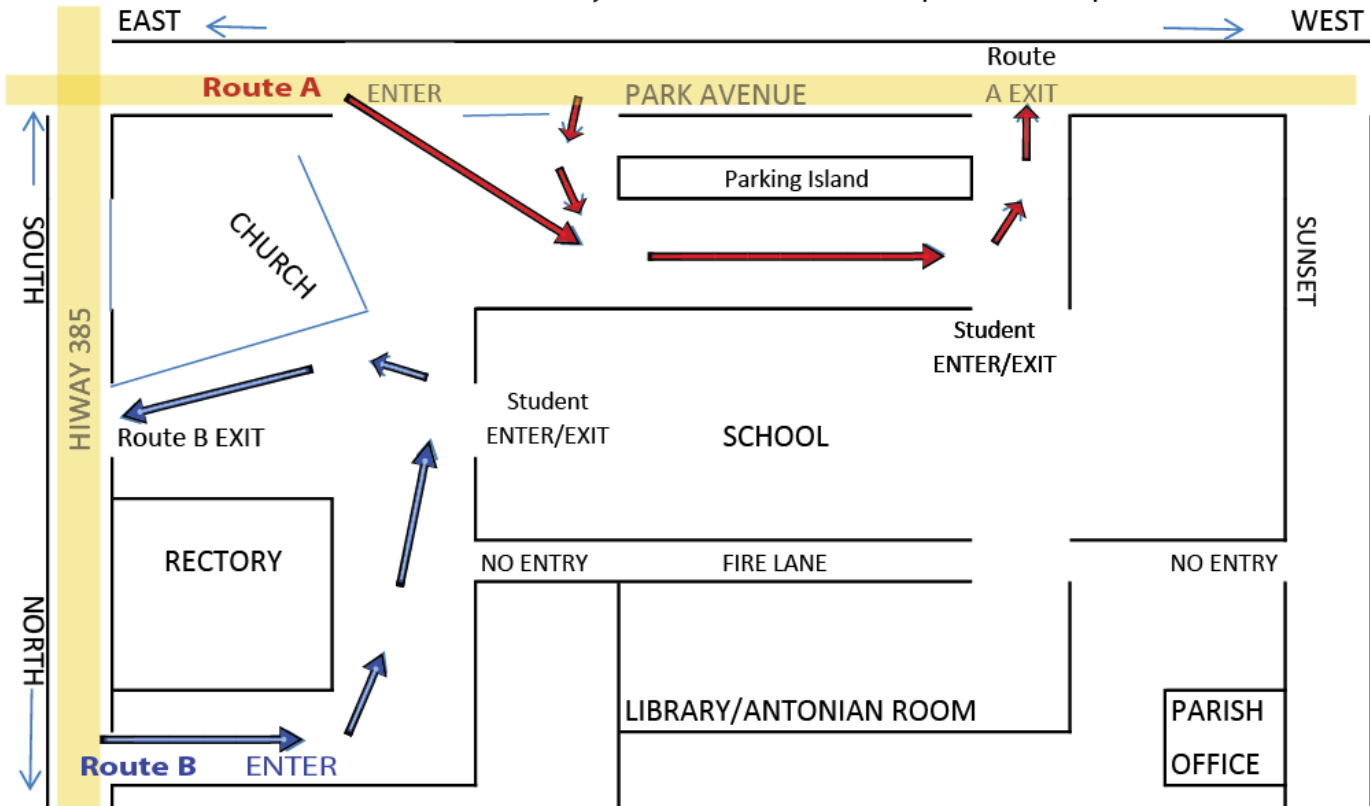 EAST
WEST
Route
Route A
ENTER
PARK AVENUE
A EXIT
Parking Island
SOUTH
CHURCH
SUNSET
HIWAY 385
Student
ENTER/EXIT
Student
ENTER/EXIT
SCHOOL
Route B EXIT
RECTORY
NO ENTRY
FIRE LANE
NO ENTRY
NORTH
LIBRARY/ANTONIAN ROOM
PARISH
OFFICE
Route B
ENTER